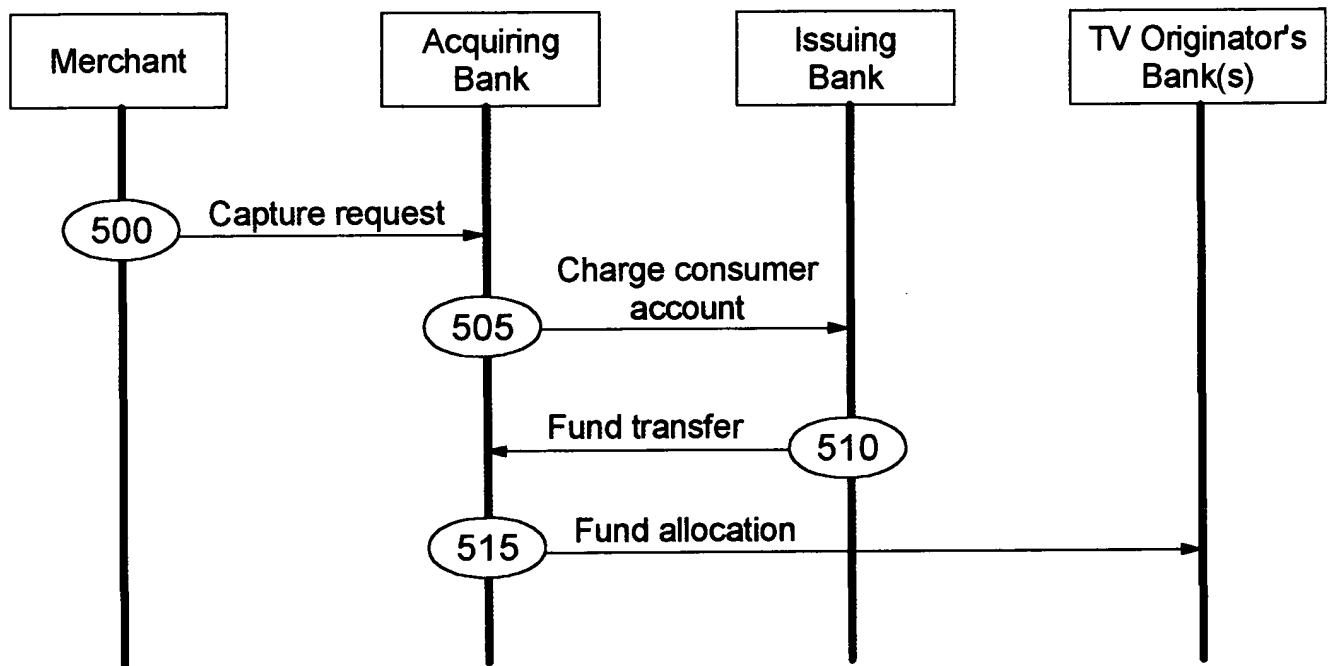 Merchant
Acquiring
Bank
Issuing
Bank
TV Originator's
Bank(s)
500
Capture request
Charge consumer
account
505
Fund transfer
510
515
Fund allocation